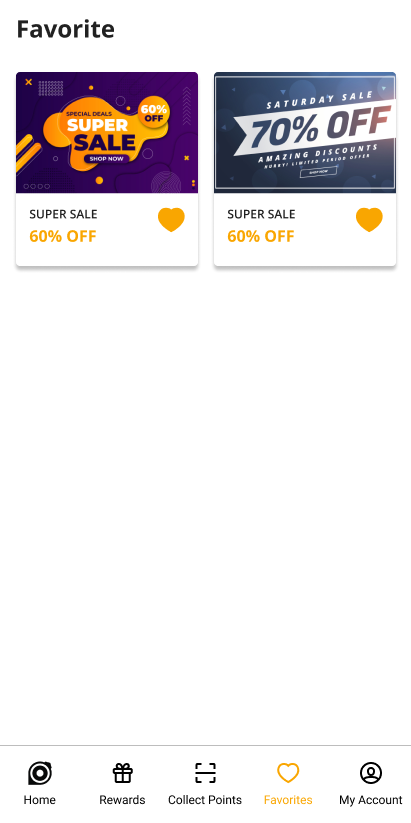 Favorite
SPECIAL DEALS
SUPER
SALE
SHOP NOW
60%
OFF
SATURDAY SALE
70% OFF
AMAZING DISCOUNTS
HURRY! LIMITED PERIOD OFFER
SHOP NOW
SUPER SALE
60% OFF
SUPER SALE
60% OFF
Home
Rewards
Collect Points
Favorites
My Account